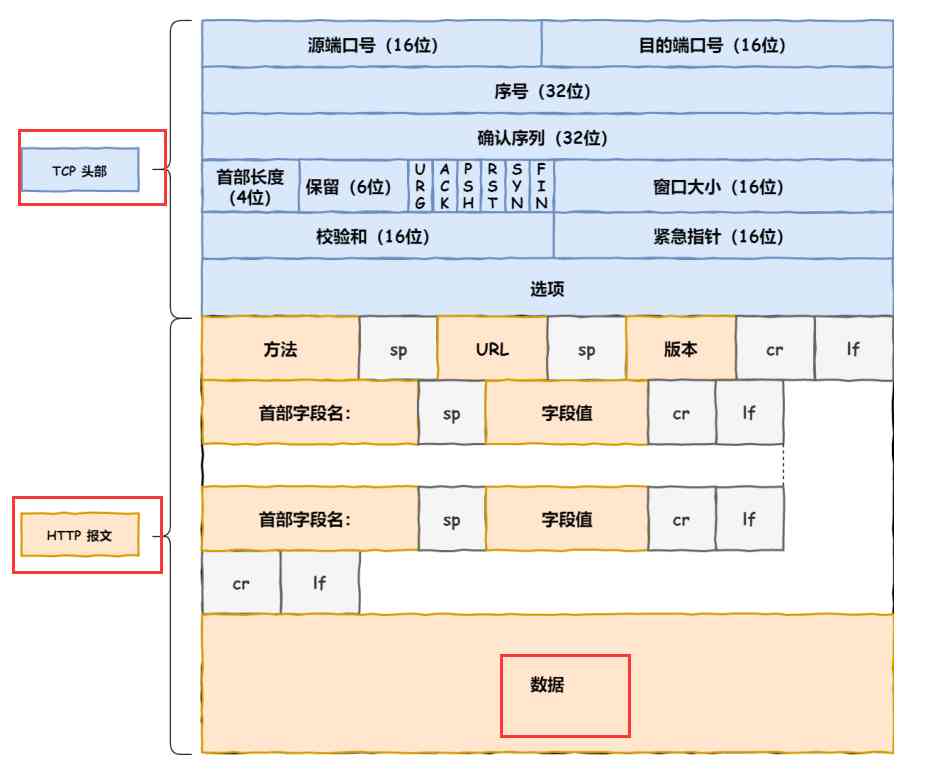 源端口号 (16位)
目的端口号 (16位)
序号 (32位)
确认序列 (32位)
TCP 头部
首部长度
(4位)
保留 (6位)
URG
ACK
PSH
RST
SYN
FIN
窗口大小 (16位)
校验和 (16位)
紧急指针 (16位)
选项
方法
sp
URL
sp
版本
cr
lf
首部字段名:
sp
字段值
cr
lf
HTTP 报文
首部字段名:
sp
字段值
cr
lf
cr
lf
数据